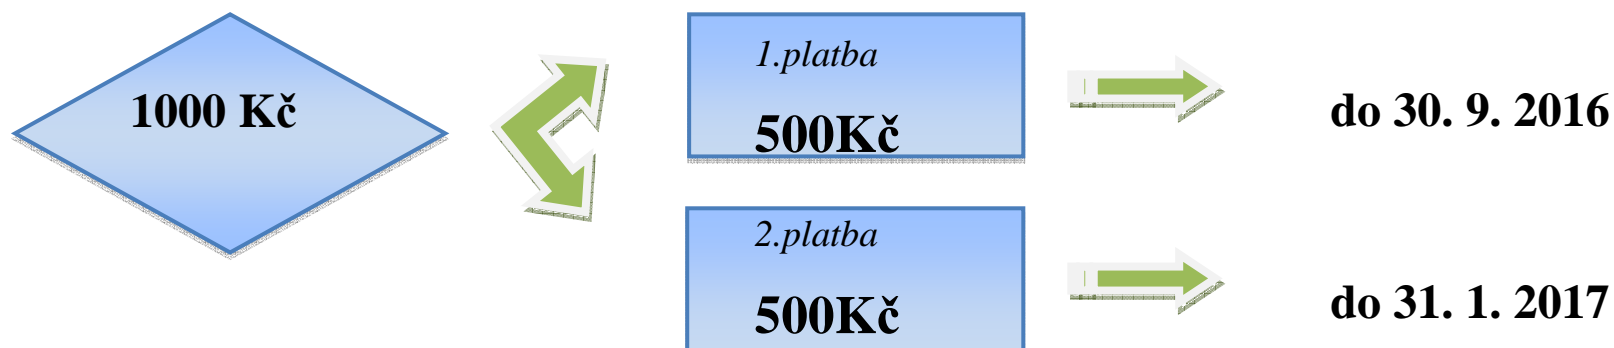 1000 Kč
1.platba
500Kč
do 30. 9. 2016
2.platba
500Kč
do 31. 1. 2017